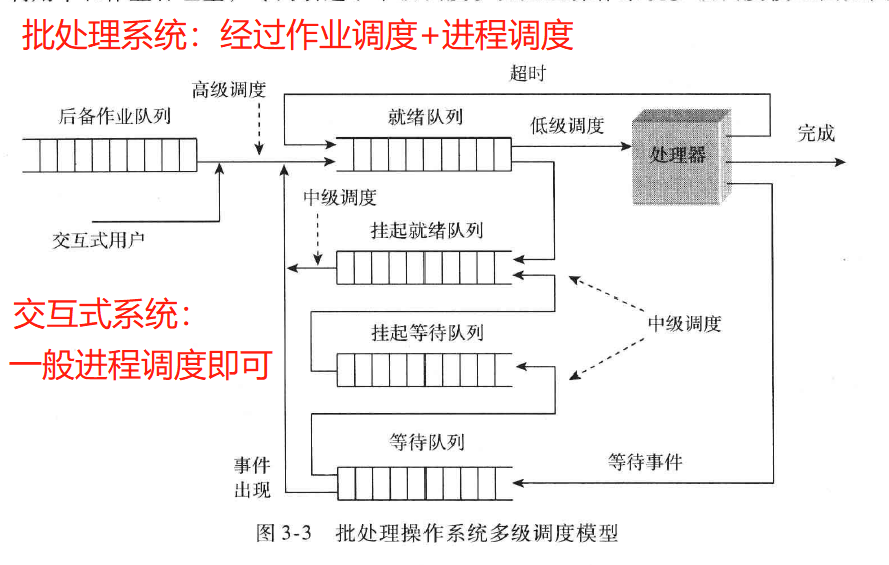 批处理系统：经过作业调度+进程调度
超时
高级调度
后备作业队列
就绪队列
低级调度
完成
处理器
中级调度
交互式用户
挂起就绪队列
交互式系统：
中级调度
挂起等待队列
一般进程调度即可
等待队列
事件
出现
等待事件
图 3-3 批处理操作系统多级调度模型